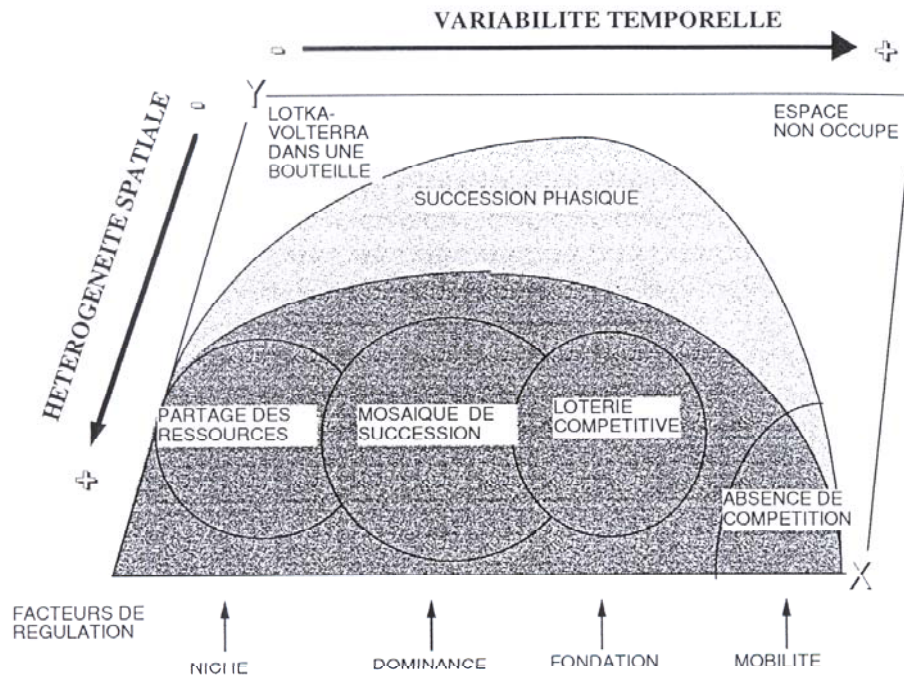 VARIABILITE TEMPORELLE
- +
- Y
LOTKA-
VOLTERRA
DANS UNE
BOUTEILLE
ESPACE
NON OCCUPE
HETEROGENEITE SPATIALE
SUCCESSION PHASIQUE
PARTAGE DES
RESSOURCES
MOSAIQUE DE
SUCCESSION
LOTERIE
COMPETITIVE
+
ABSENCE DE
COMPETITION
X
FACTEURS DE
REGULATION
NICHE
DOMINANCE
FONDATION
MOBILITE